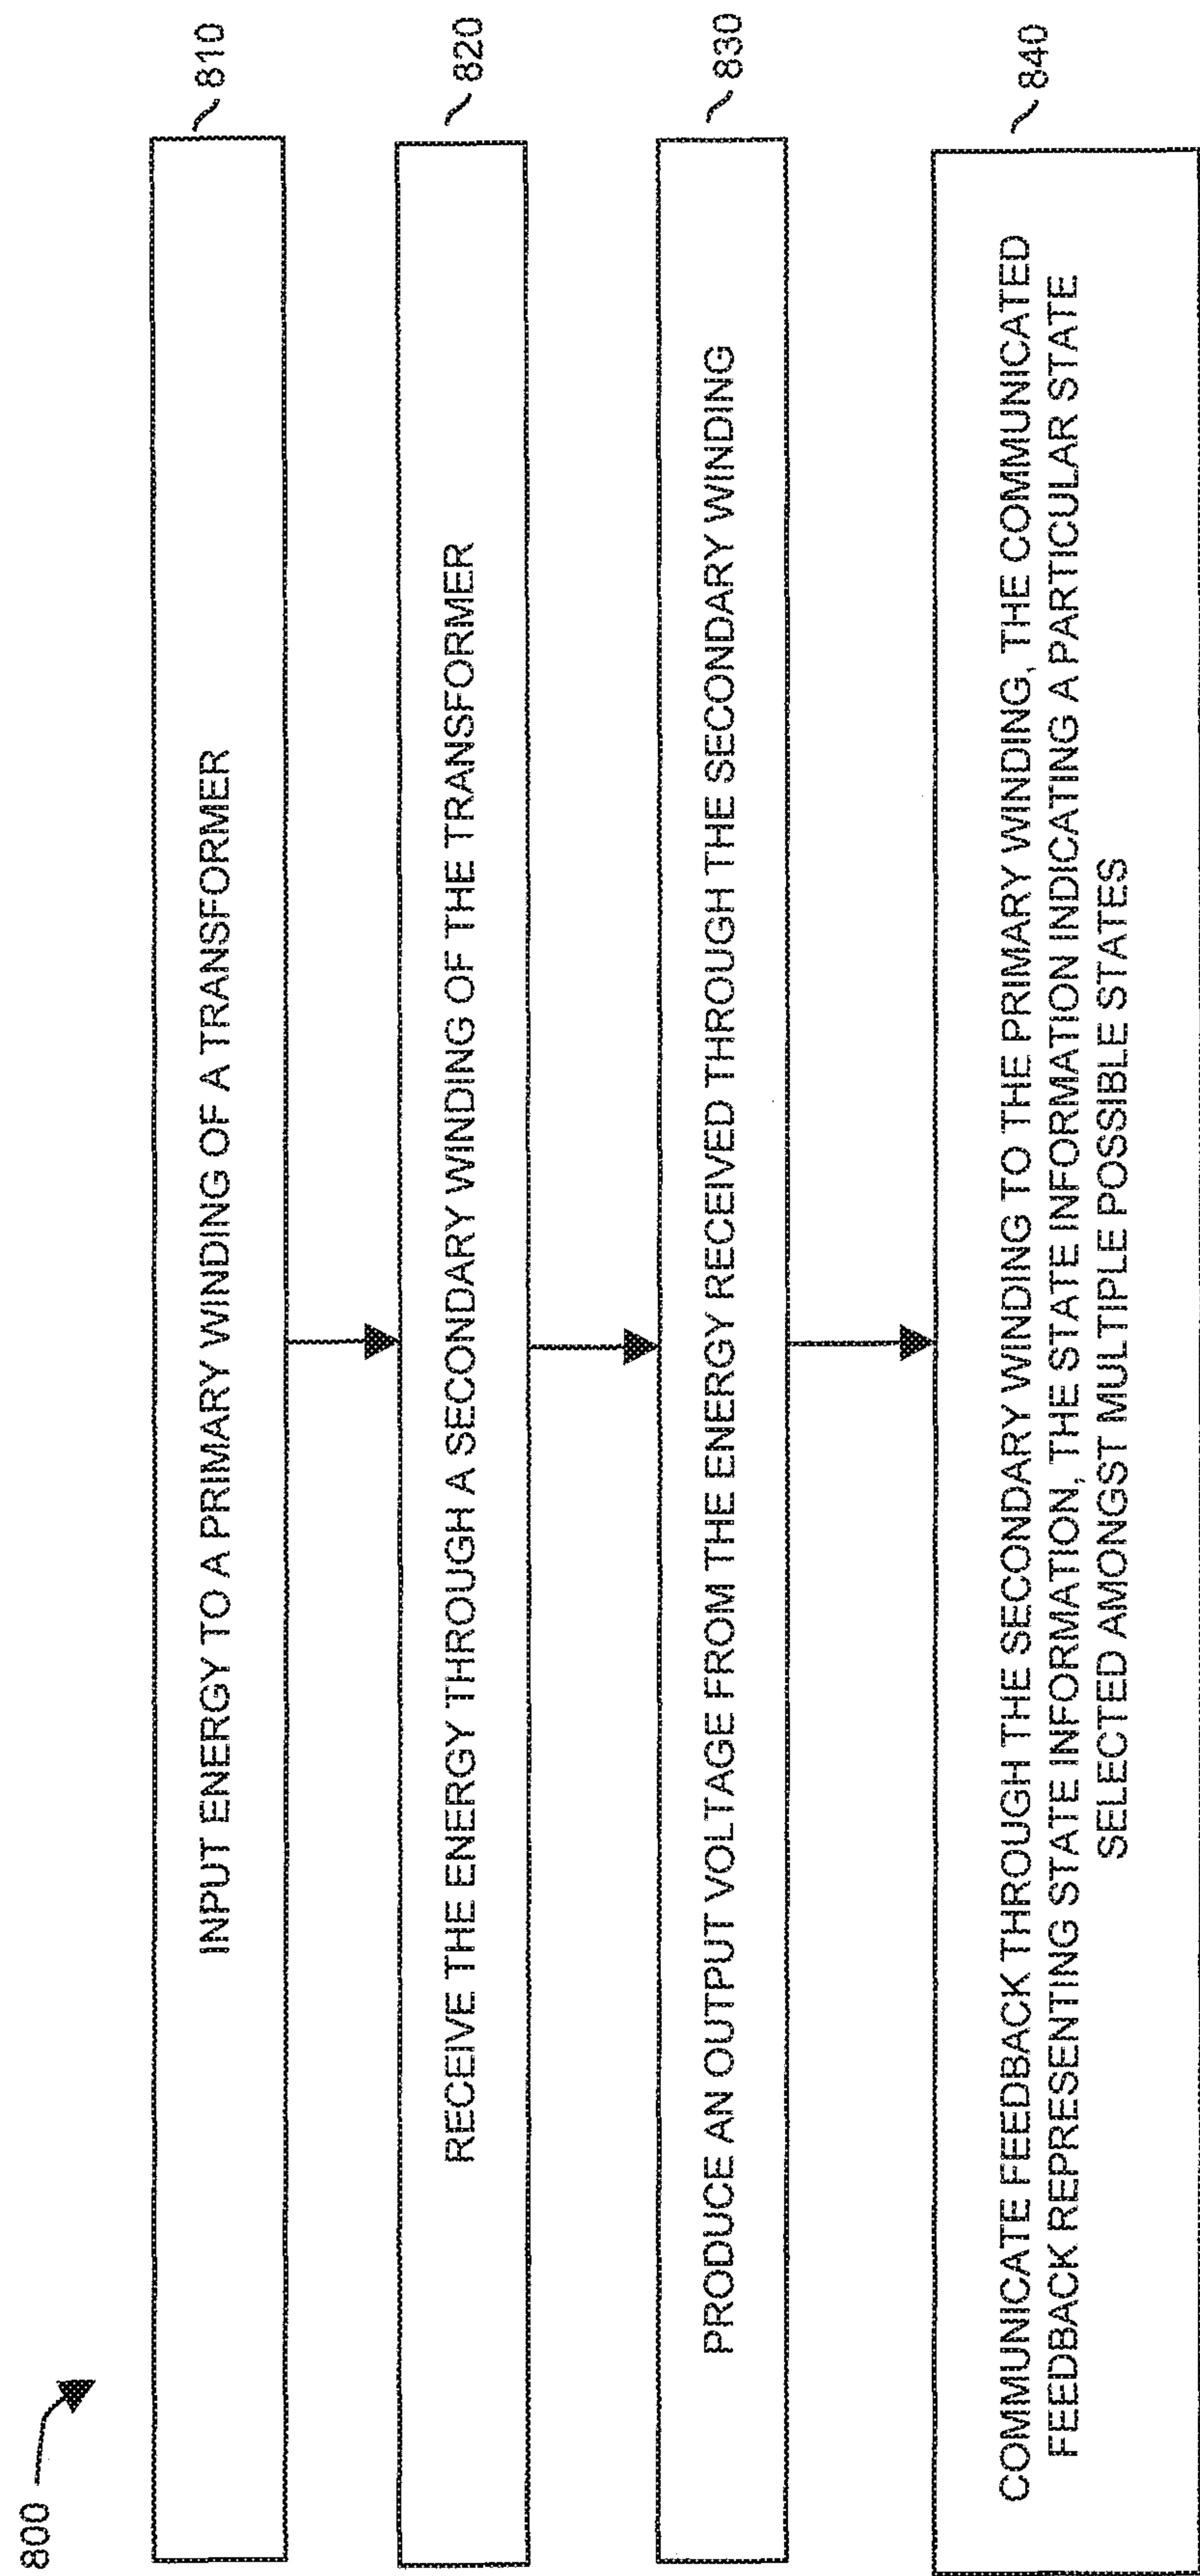 800
INPUT ENERGY TO A PRIMARY WINDING OF A TRANSFORMER
810
RECEIVE THE ENERGY THROUGH A SECONDARY WINDING OF THE TRANSFORMER
820
PRODUCE AN OUTPUT VOLTAGE FROM THE ENERGY RECEIVED THROUGH THE SECONDARY WINDING
830
COMMUNICATE FEEDBACK THROUGH THE SECONDARY WINDING TO THE PRIMARY WINDING, THE COMMUNICATED
FEEDBACK REPRESENTING STATE INFORMATION, THE STATE INFORMATION INDICATING A PARTICULAR STATE
SELECTED AMONGST MULTIPLE POSSIBLE STATES
840